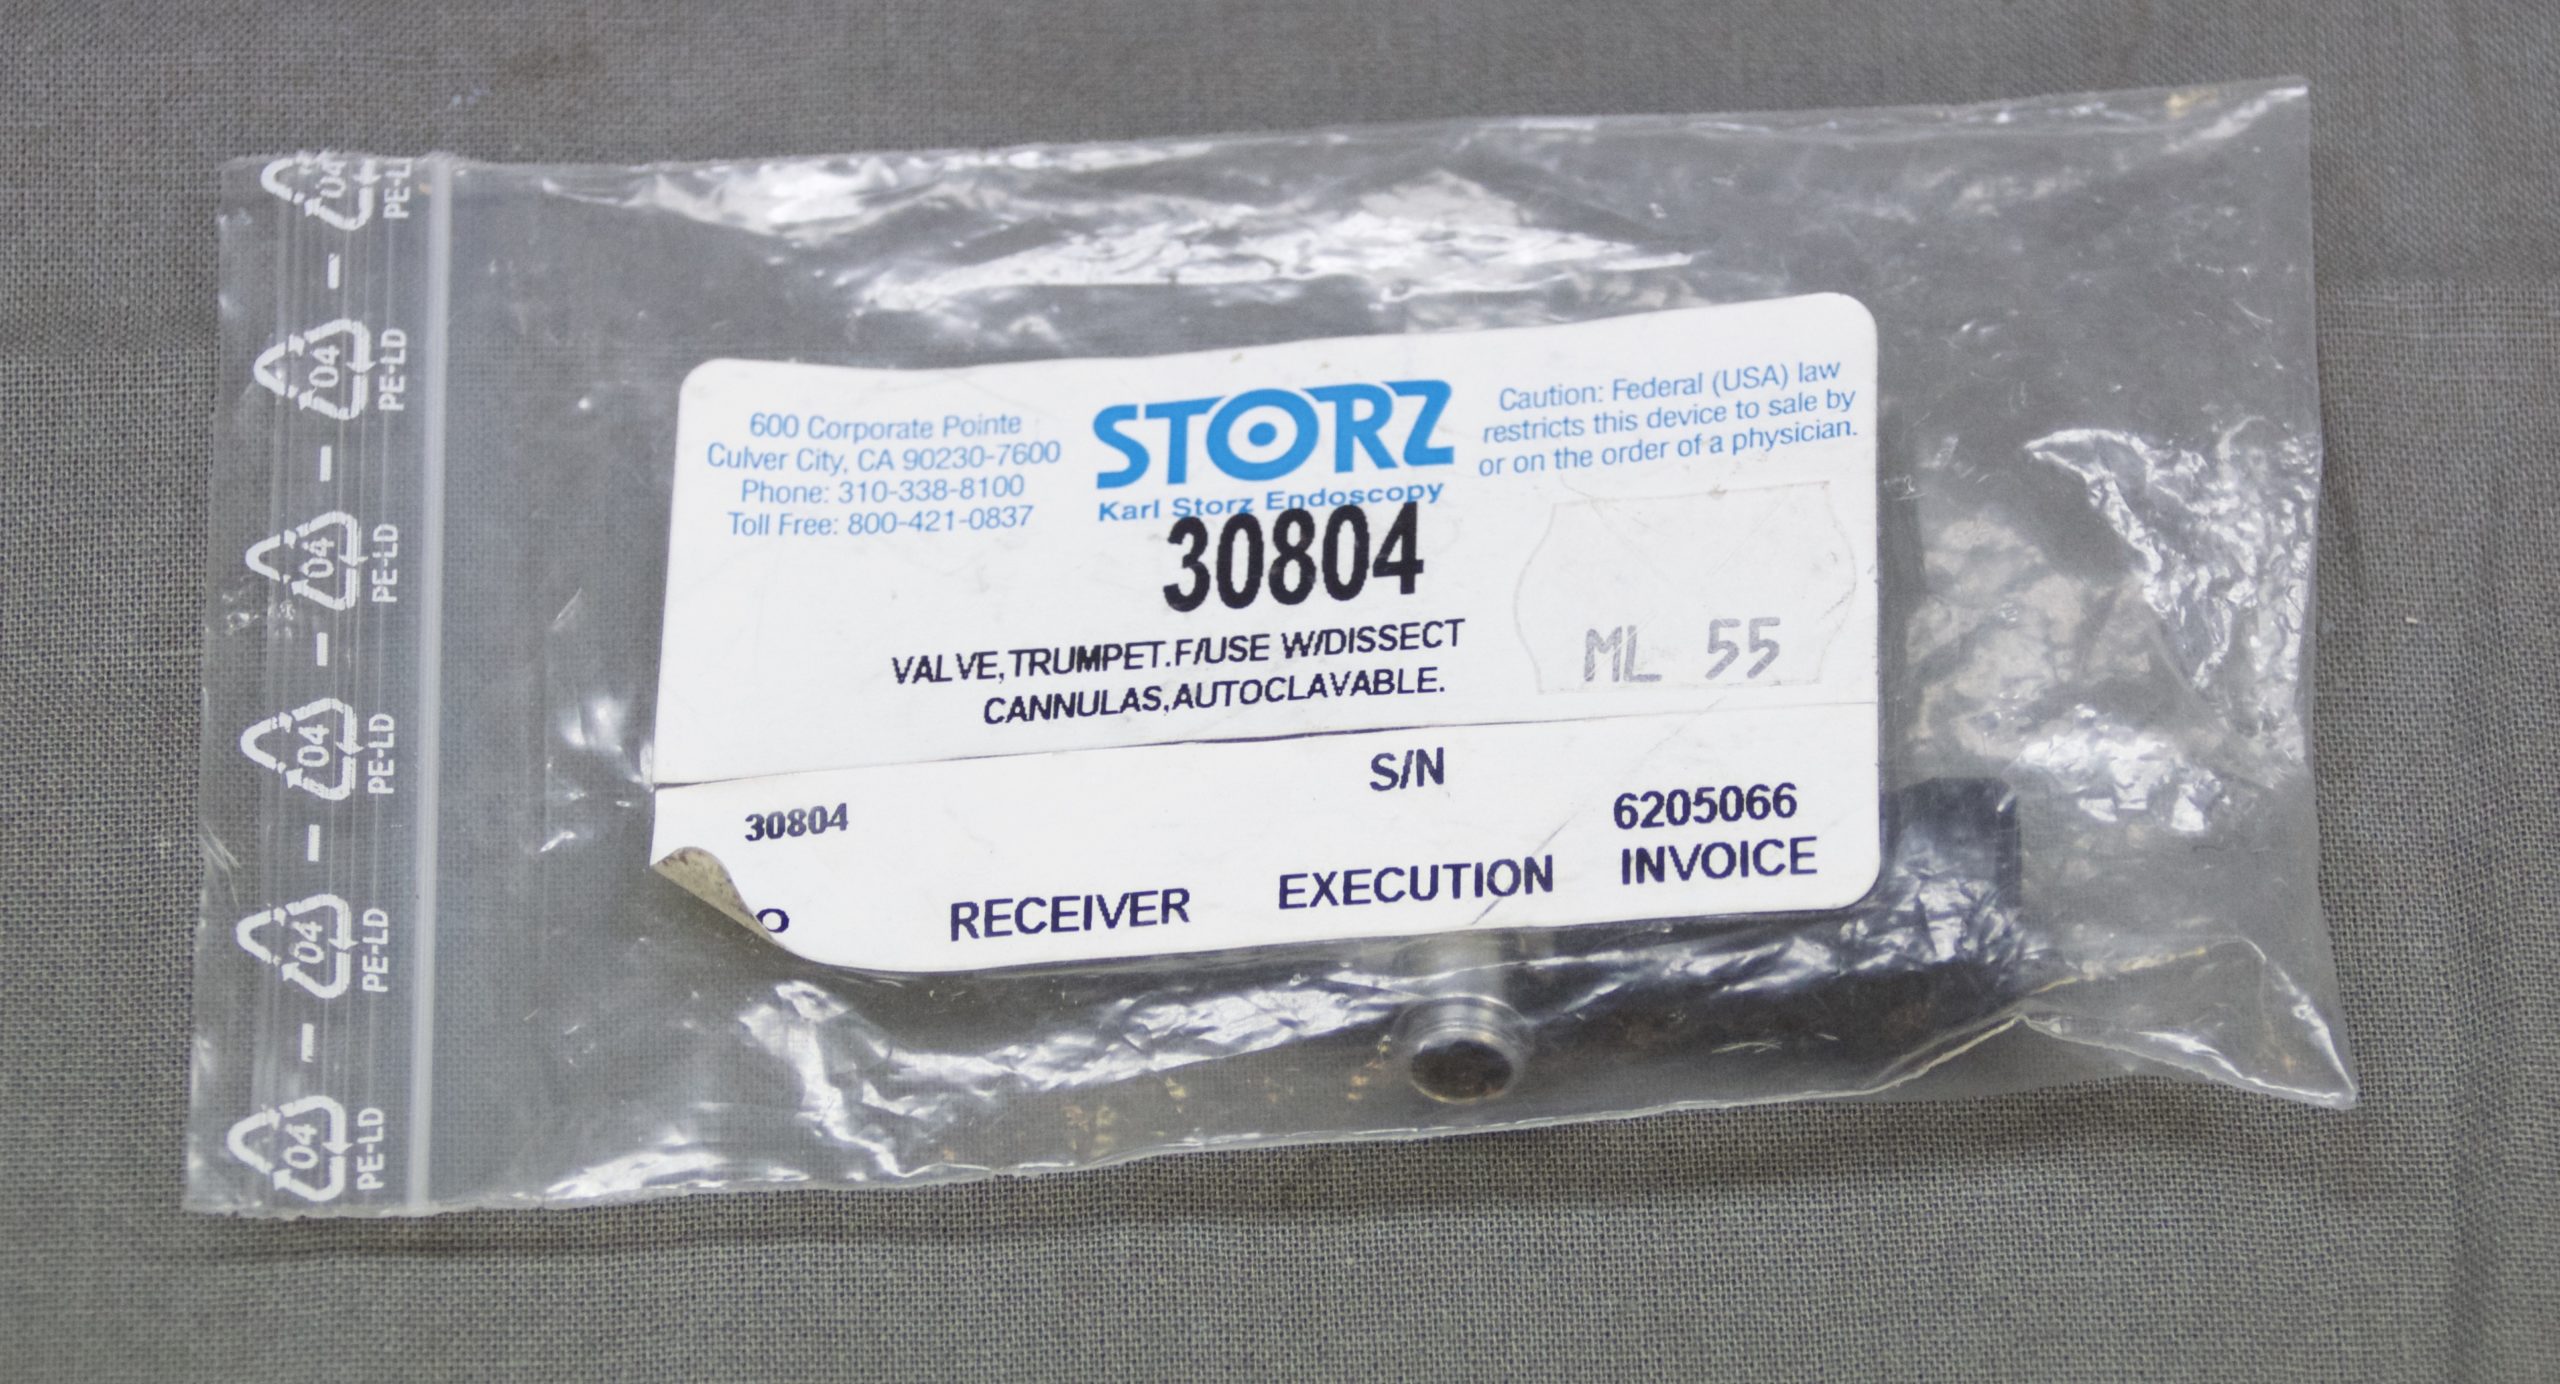 600 Corporate Pointe
Culver City, CA 90230-7600
Phone: 310-338-8100
Toll Free: 800-421-0837
STORZ
Karl Storz Endoscopy
Caution: Federal (USA) law
restricts this device to sale by
or on the order of a physician.
30804
VALVE,TRUMPET.F/USE W/DISSECT
CANNULAS,AUTOCLAVABLE.
ML 55
S/N
30804
6205066
O
RECEIVER
EXECUTION
INVOICE
04
PE-L
04
PE-LD
04
PE-LD
04
PE-LD
04
PE-LD
04
PE-LD